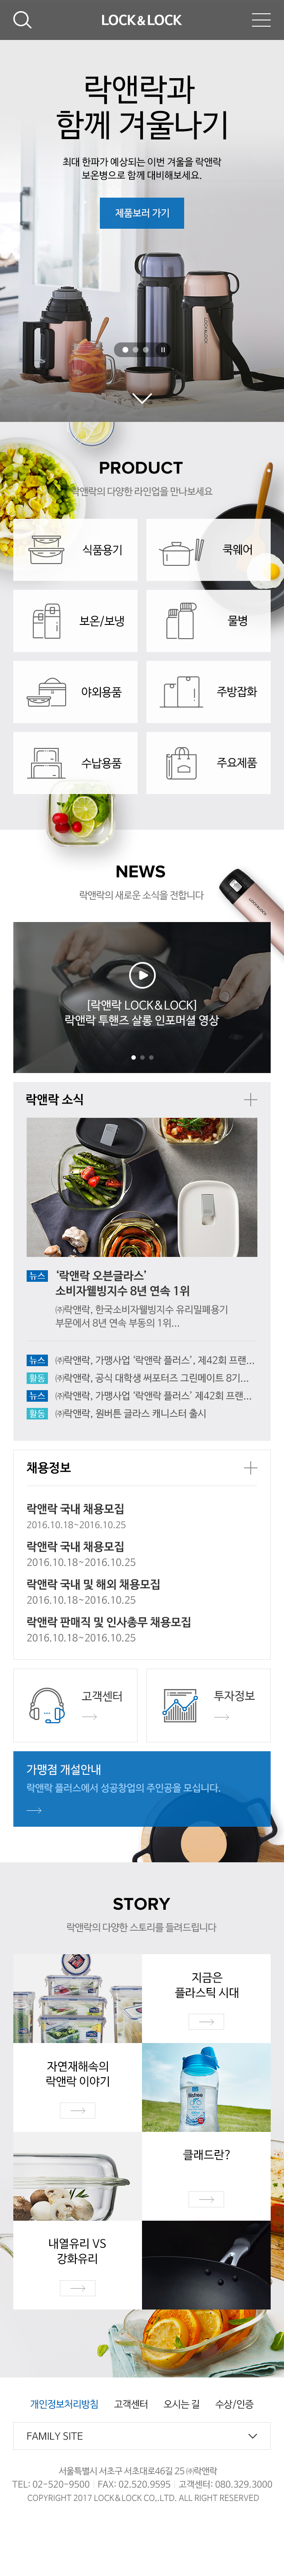 LOCK&LOCK
락앤락과
함께 겨울나기
최대 한파가 예상되는 이번 겨울을 락앤락
보온병으로 함께 대비해보세요.
제품보러 가기
PRODUCT
락앤락의 다양한 라인업을 만나보세요
식품용기
쿡웨어
보온/보냉
물병
야외용품
주방잡화
수납용품
주요제품
NEWS
락앤락의 새로운 소식을 전합니다
[락앤락 LOCK&LOCK]
락앤락 투핸즈 살롱 인포머셜 영상
락앤락 소식
뉴스 '락앤락 오븐글라스'
소비자웰빙지수 8년 연속 1위
㈜락앤락, 한국소비자웰빙지수 유리밀폐용기
부문에서 8년 연속 부동의 1위...
뉴스 ㈜락앤락, 가맹사업 '락앤락 플러스', 제42회 프랜...
활동 ㈜락앤락, 공식 대학생 써포터즈 그린메이트 8기...
뉴스 ㈜락앤락, 가맹사업 '락앤락 플러스' 제42회 프랜...
활동 ㈜락앤락, 원버튼 글라스 캐니스터 출시
채용정보
락앤락 국내 채용모집
2016.10.18~2016.10.25
락앤락 국내 채용모집
2016.10.18~2016.10.25
락앤락 국내 및 해외 채용모집
2016.10.18~2016.10.25
락앤락 판매직 및 인사총무 채용모집
2016.10.18~2016.10.25
고객센터
투자정보
가맹점 개설안내
락앤락 플러스에서 성공창업의 주인공을 모십니다.
STORY
락앤락의 다양한 스토리를 들려드립니다
지금은
플라스틱 시대
자연재해속의
락앤락 이야기
클래드란?
내열유리 VS
강화유리
개인정보처리방침 고객센터 오시는 길 수상/인증
FAMILY SITE
서울특별시 서초구 서초대로46길 25 ㈜락앤락
TEL: 02-520-9500 | FAX: 02.520.9595 | 고객센터: 080.329.3000
COPYRIGHT 2017 LOCK&LOCK CO,.LTD. ALL RIGHT RESERVED